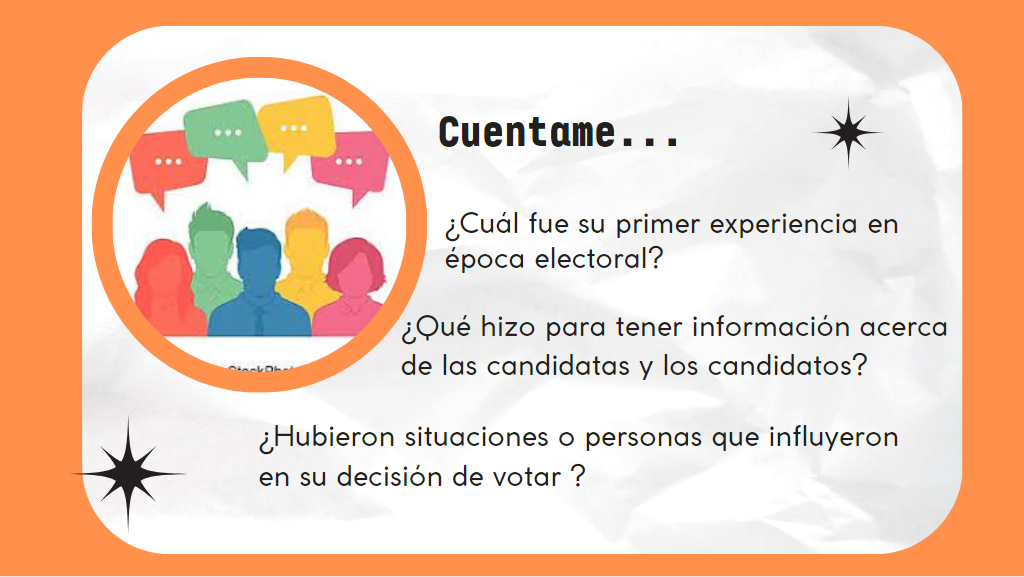 Cuentame...
¿Cuál fue su primer experiencia en
época electoral?
¿Qué hizo para tener información acerca
de las candidatas y los candidatos?
¿Hubieron situaciones o personas que influyeron
en su decisión de votar ?